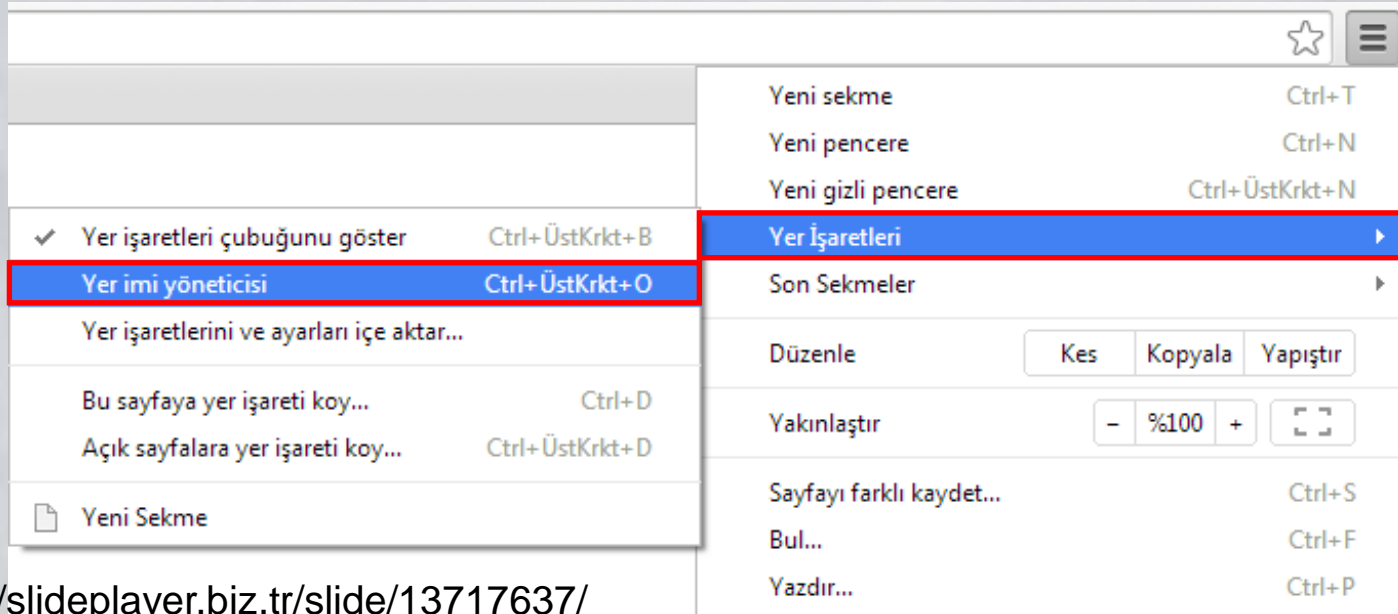 Yeni sekme Ctrl+T
Yeni pencere Ctrl+N
Yeni gizli pencere Ctrl+ÜstKrkt+N
Yer İşaretleri
Son Sekmeler
Düzenle Kes Kopyala Yapıştır
Yakınlaştır - %100 +
Sayfayı farklı kaydet... Ctrl+S
Bul... Ctrl+F
Yazdır... Ctrl+P
Yer işaretleri çubuğunu göster Ctrl+ÜstKrkt+B
Yer imi yöneticisi Ctrl+ÜstKrkt+O
Yer işaretlerini ve ayarları içe aktar...
Bu sayfaya yer işareti koy... Ctrl+D
Açık sayfalara yer işareti koy... Ctrl+ÜstKrkt+D
Yeni Sekme
/slideplayer.biz.tr/slide/13717637/